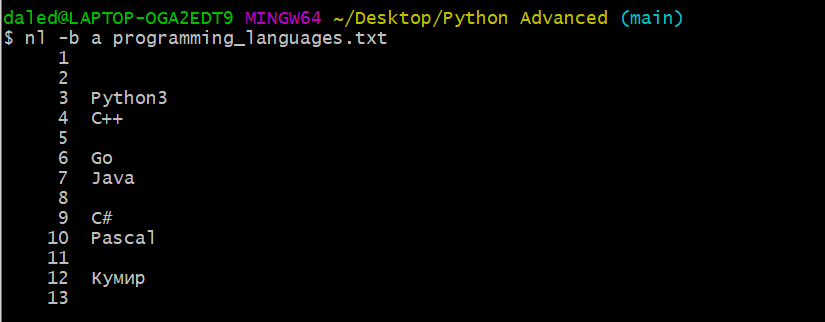 daled@LAPTOP-OGA2EDT9 MINGW64 ~/Desktop/Python Advanced (main)
$ nl -b a programming_languages.txt
1
2
3 Python3
4 C++
5
6 Go
7 Java
8
9 C#
10 Pascal
11
12 Кумир
13